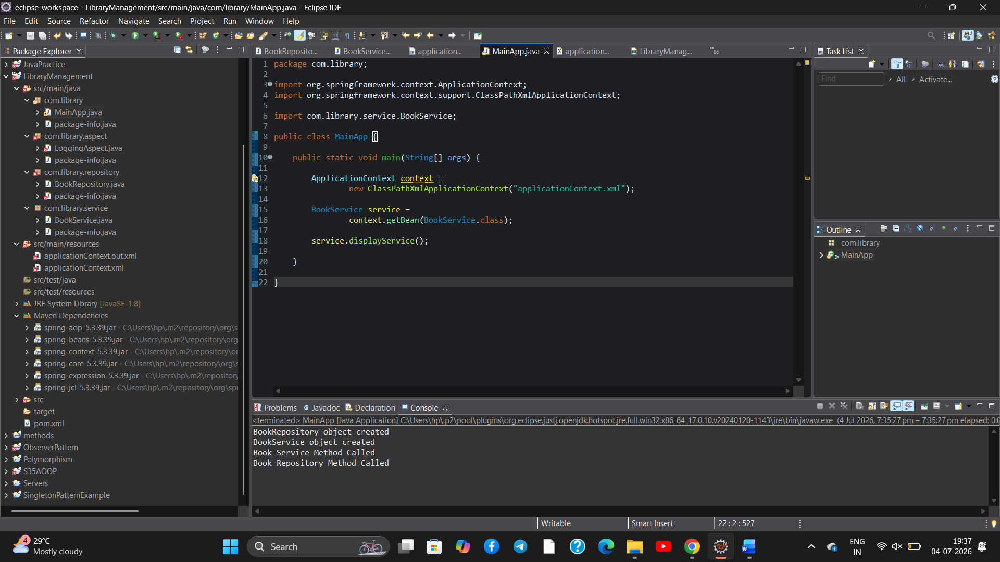 eclipse-workspace - LibraryManagement/src/main/java/com/library/MainApp.java - Eclipse IDE
File Edit Source Refactor Navigate Search Project Run Window Help
Package Explorer
JavaPractice
LibraryManagement
src/main/java
com.library
MainApp.java
package-info.java
com.library.aspect
LoggingAspect.java
package-info.java
com.library.repository
BookRepository.java
package-info.java
com.library.service
BookService.java
package-info.java
src/main/resources
applicationContext.out.xml
applicationContext.xml
src/test/java
src/test/resources
JRE System Library [JavaSE-1.8]
Maven Dependencies
spring-aop-5.3.39.jar - C:\Users\hp\.m2\repository\org\s
spring-beans-5.3.39.jar - C:\Users\hp\.m2\repository\org
spring-context-5.3.39.jar - C:\Users\hp\.m2\repository\or
spring-core-5.3.39.jar - C:\Users\hp\.m2\repository\org\s
spring-expression-5.3.39.jar - C:\Users\hp\.m2\repository
spring-jcl-5.3.39.jar - C:\Users\hp\.m2\repository\org\spr
src
target
pom.xml
methods
ObserverPattern
Polymorphism
S35AOOP
Servers
SingletonPatternExample
BookReposito... BookService... application... MainApp.java application... LibraryManag... »86
1 package com.library;
2
3 import org.springframework.context.ApplicationContext;
4 import org.springframework.context.support.ClassPathXmlApplicationContext;
5
6 import com.library.service.BookService;
7
8 public class MainApp {
9
10 public static void main(String[] args) {
11
12 ApplicationContext context =
13 new ClassPathXmlApplicationContext("applicationContext.xml");
14
15 BookService service =
16 context.getBean(BookService.class);
17
18 service.displayService();
19
20 }
21
22 }
Task List
Find All Activate...
Outline
com.library
MainApp
Problems Javadoc Declaration Console
<terminated> MainApp [Java Application] C:\Users\hp\.p2\pool\plugins\org.eclipse.justj.openjdk.hotspot.jre.full.win32.x86_64_17.0.10.v20240120-1143\jre\bin\javaw.exe (4 Jul 2026, 7:35:27 pm – 7:35:27 pm elapsed: 0:0
BookRepository object created
BookService object created
Book Service Method Called
Book Repository Method Called
Writable Smart Insert 22 : 2 : 527
4
29°C
Mostly cloudy
Search
ENG
IN
19:37
04-07-2026